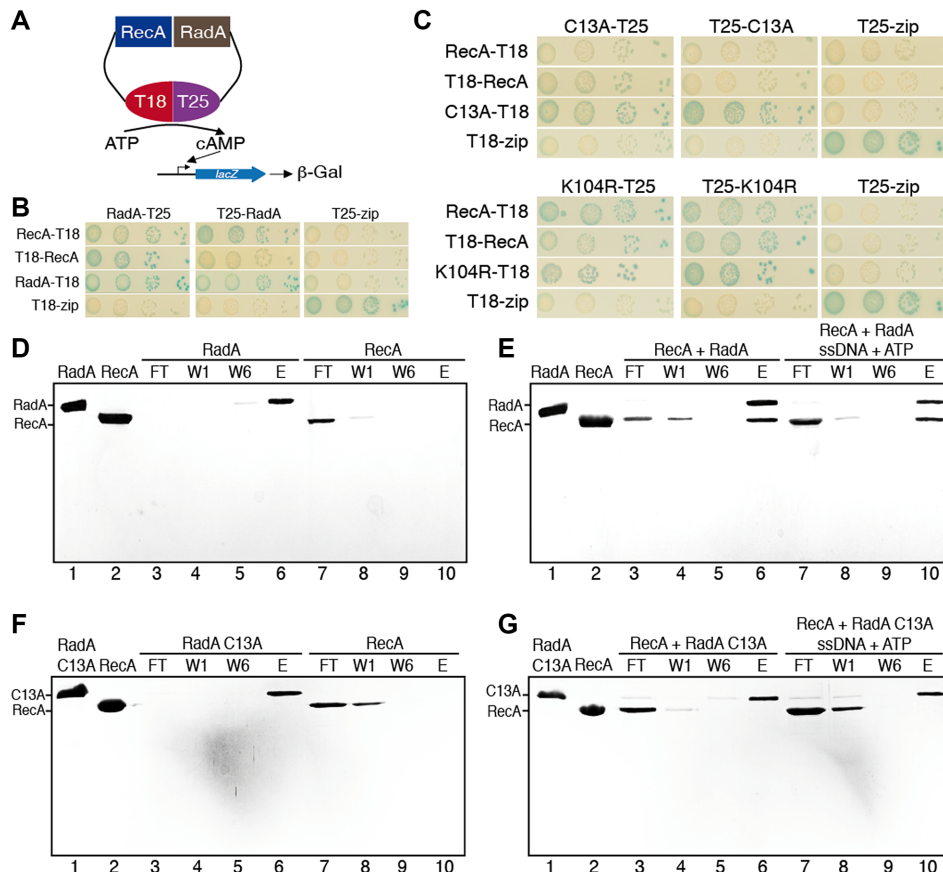 A
RecA RadA
T18 T25
ATP cAMP
lacZ β-Gal
B
RadA-T25 T25-RadA T25-zip
RecA-T18
T18-RecA
RadA-T18
T18-zip
C
C13A-T25 T25-C13A T25-zip
RecA-T18
T18-RecA
C13A-T18
T18-zip
K104R-T25 T25-K104R T25-zip
RecA-T18
T18-RecA
K104R-T18
T18-zip
D
RadA RecA
RadA RecA FT W1 W6 E FT W1 W6 E
RadA
RecA
1 2 3 4 5 6 7 8 9 10
E
RecA + RadA
RecA + RadA ssDNA + ATP
RadA RecA FT W1 W6 E FT W1 W6 E
RadA
RecA
1 2 3 4 5 6 7 8 9 10
F
RadA RadA C13A RecA
C13A RecA FT W1 W6 E FT W1 W6 E
C13A
RecA
1 2 3 4 5 6 7 8 9 10
G
RecA + RadA C13A
RadA RecA + RadA C13A ssDNA + ATP
C13A RecA FT W1 W6 E FT W1 W6 E
C13A
RecA
1 2 3 4 5 6 7 8 9 10